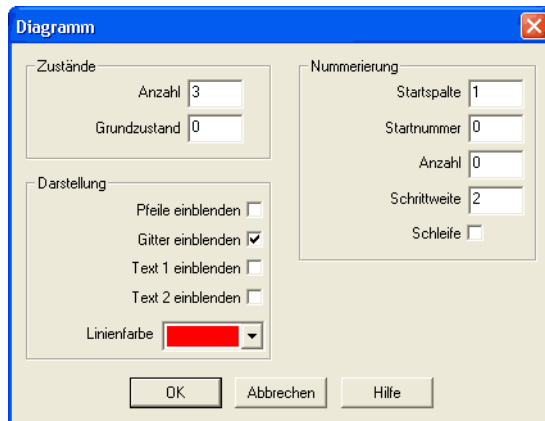 Diagramm
Zustände
Anzahl 3
Grundzustand 0
Darstellung
Pfeile einblenden
Gitter einblenden
Text 1 einblenden
Text 2 einblenden
Linienfarbe
Nummerierung
Startspalte 1
Startnummer 0
Anzahl 0
Schrittweite 2
Schleife
OK Abbrechen Hilfe